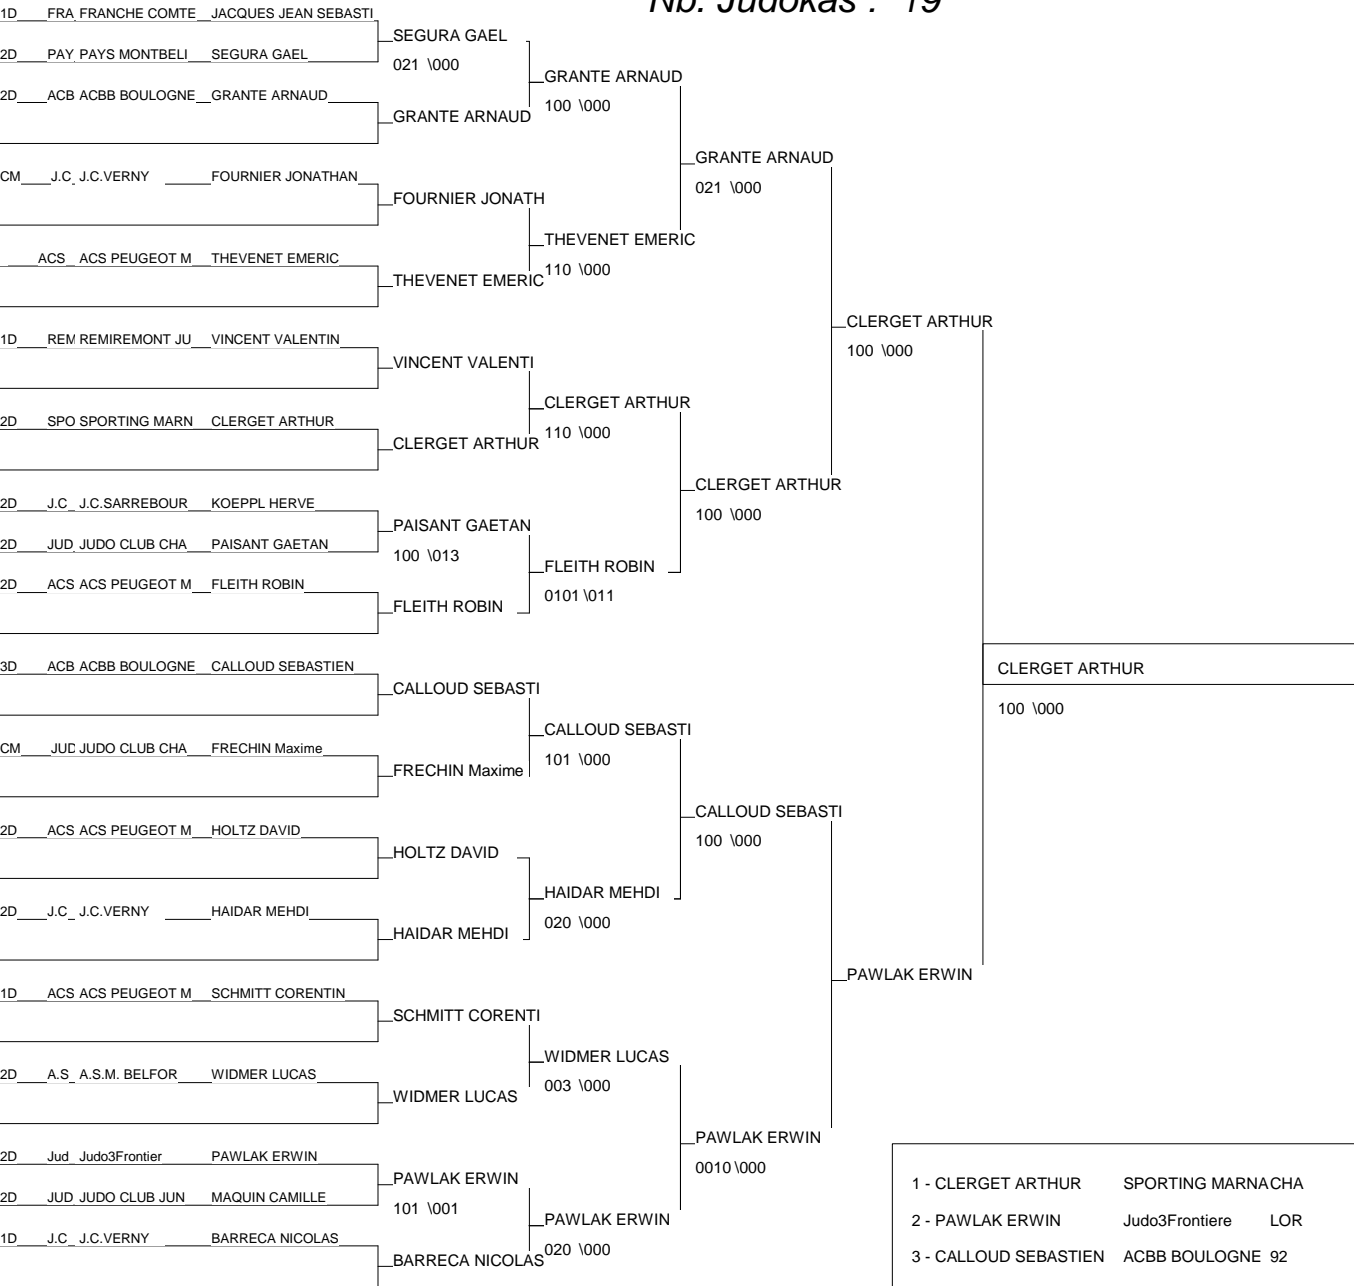 Nb. Judokas : 19
1D FRA FRANCHE COMTE JACQUES JEAN SEBASTI
SEGURA GAEL
2D PAY PAYS MONTBELI SEGURA GAEL
021 \000
GRANTE ARNAUD
2D ACB ACBB BOULOGNE GRANTE ARNAUD
100 \000
GRANTE ARNAUD
GRANTE ARNAUD
CM J.C J.C.VERNY FOURNIER JONATHAN
021 \000
FOURNIER JONATH
THEVENET EMERIC
ACS ACS PEUGEOT M THEVENET EMERIC
110 \000
THEVENET EMERIC
CLERGET ARTHUR
1D REM REMIREMONT JU VINCENT VALENTIN
100 \000
VINCENT VALENTI
CLERGET ARTHUR
2D SPO SPORTING MARN CLERGET ARTHUR
110 \000
CLERGET ARTHUR
CLERGET ARTHUR
2D J.C J.C.SARREBOUR KOEPPL HERVE
100 \000
PAISANT GAETAN
2D JUD JUDO CLUB CHA PAISANT GAETAN
100 \013
FLEITH ROBIN
2D ACS ACS PEUGEOT M FLEITH ROBIN
0101 \011
FLEITH ROBIN
3D ACB ACBB BOULOGNE CALLOUD SEBASTIEN
CLERGET ARTHUR
CALLOUD SEBASTI
100 \000
CALLOUD SEBASTI
CM JUD JUDO CLUB CHA FRECHIN Maxime
101 \000
FRECHIN Maxime
CALLOUD SEBASTI
2D ACS ACS PEUGEOT M HOLTZ DAVID
100 \000
HOLTZ DAVID
HAIDAR MEHDI
2D J.C J.C.VERNY HAIDAR MEHDI
020 \000
HAIDAR MEHDI
PAWLAK ERWIN
1D ACS ACS PEUGEOT M SCHMITT CORENTIN
SCHMITT CORENTI
WIDMER LUCAS
2D A.S A.S.M. BELFOR WIDMER LUCAS
003 \000
WIDMER LUCAS
PAWLAK ERWIN
2D Jud Judo3Frontier PAWLAK ERWIN
0010 \000
PAWLAK ERWIN
2D JUD JUDO CLUB JUN MAQUIN CAMILLE
101 \001
PAWLAK ERWIN
1D J.C J.C.VERNY BARRECA NICOLAS
020 \000
BARRECA NICOLAS
1 - CLERGET ARTHUR SPORTING MARNACHA
2 - PAWLAK ERWIN Judo3Frontiere LOR
3 - CALLOUD SEBASTIEN ACBB BOULOGNE 92